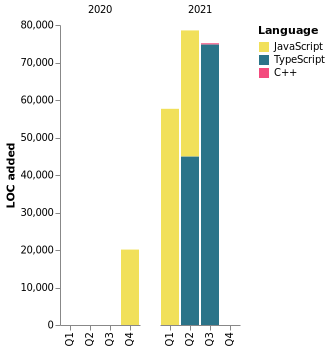 2020 2021
Language
JavaScript
TypeScript
C++
LOC added
80,000
70,000
60,000
50,000
40,000
30,000
20,000
10,000
0
Q1 Q2 Q3 Q4 Q1 Q2 Q3 Q4